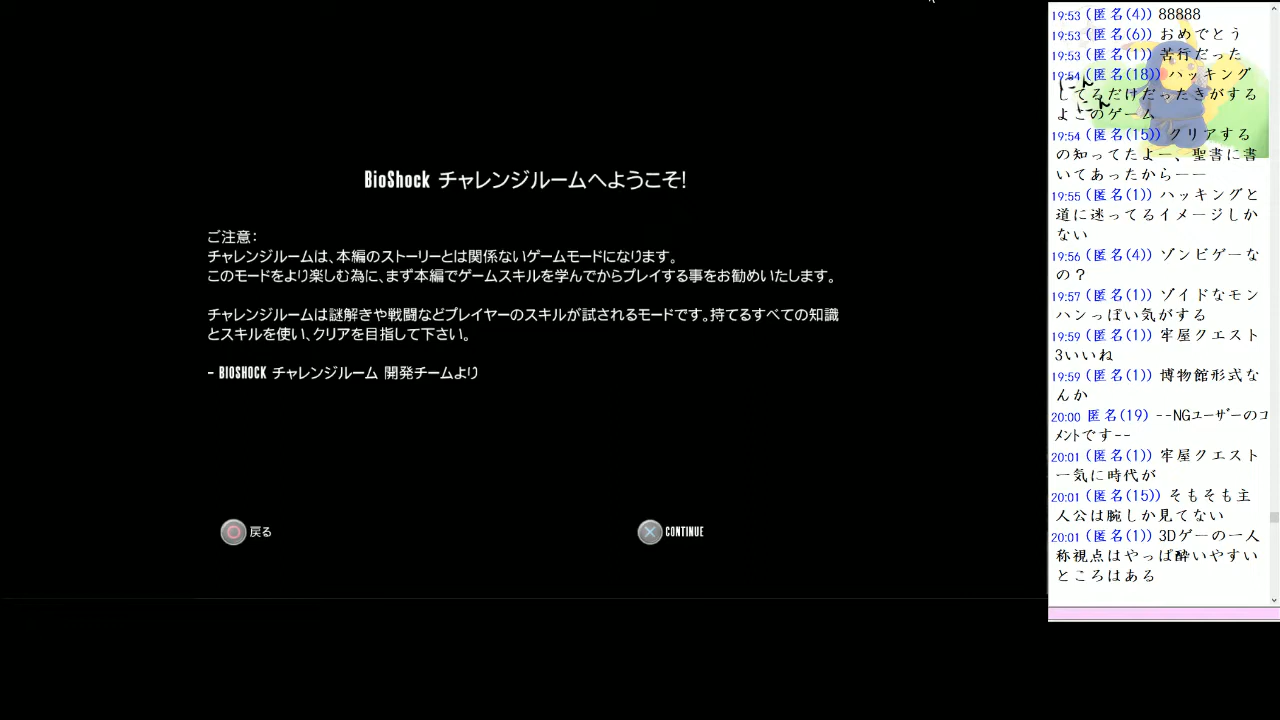 BioShock チャレンジルームへようこそ!
ご注意:
チャレンジルームは、本編のストーリーとは関係ないゲームモードになります。
このモードをより楽しむ為に、まず本編でゲームスキルを学んでからプレイする事をお勧めいたします。
チャレンジルームは謎解きや戦闘などプレイヤーのスキルが試されるモードです。持てるすべての知識
とスキルを使い、クリアを目指して下さい。
- BIOSHOCK チャレンジルーム 開発チームより
戻る
CONTINUE
19:53 (匿名(4)) 88888
19:53 (匿名(6)) おめでとう
19:53 (匿名(1)) 苦行だった
19:54 (匿名(18)) ハッキング
してるだけだったきがする
よこのゲーム
19:54 (匿名(15)) クリアする
の知ってたよー、聖書に書
いてあったからーー
19:55 (匿名(1)) ハッキングと
道に迷ってるイメージしか
ない
19:56 (匿名(4)) ゾンビゲーな
の?
19:57 (匿名(1)) ゾイドなモン
ハンっぽい気がする
19:59 (匿名(1)) 牢屋クエスト
3いいね
19:59 (匿名(1)) 博物館形式な
んか
20:00 匿名(19) --NGユーザーのコ
メントです--
20:01 (匿名(1)) 牢屋クエスト
一気に時代が
20:01 (匿名(15)) そもそも主
人公は腕しか見てない
20:01 (匿名(1)) 3Dゲーの一人
称視点はやっぱ酔いやすい
ところはある
にん
にん